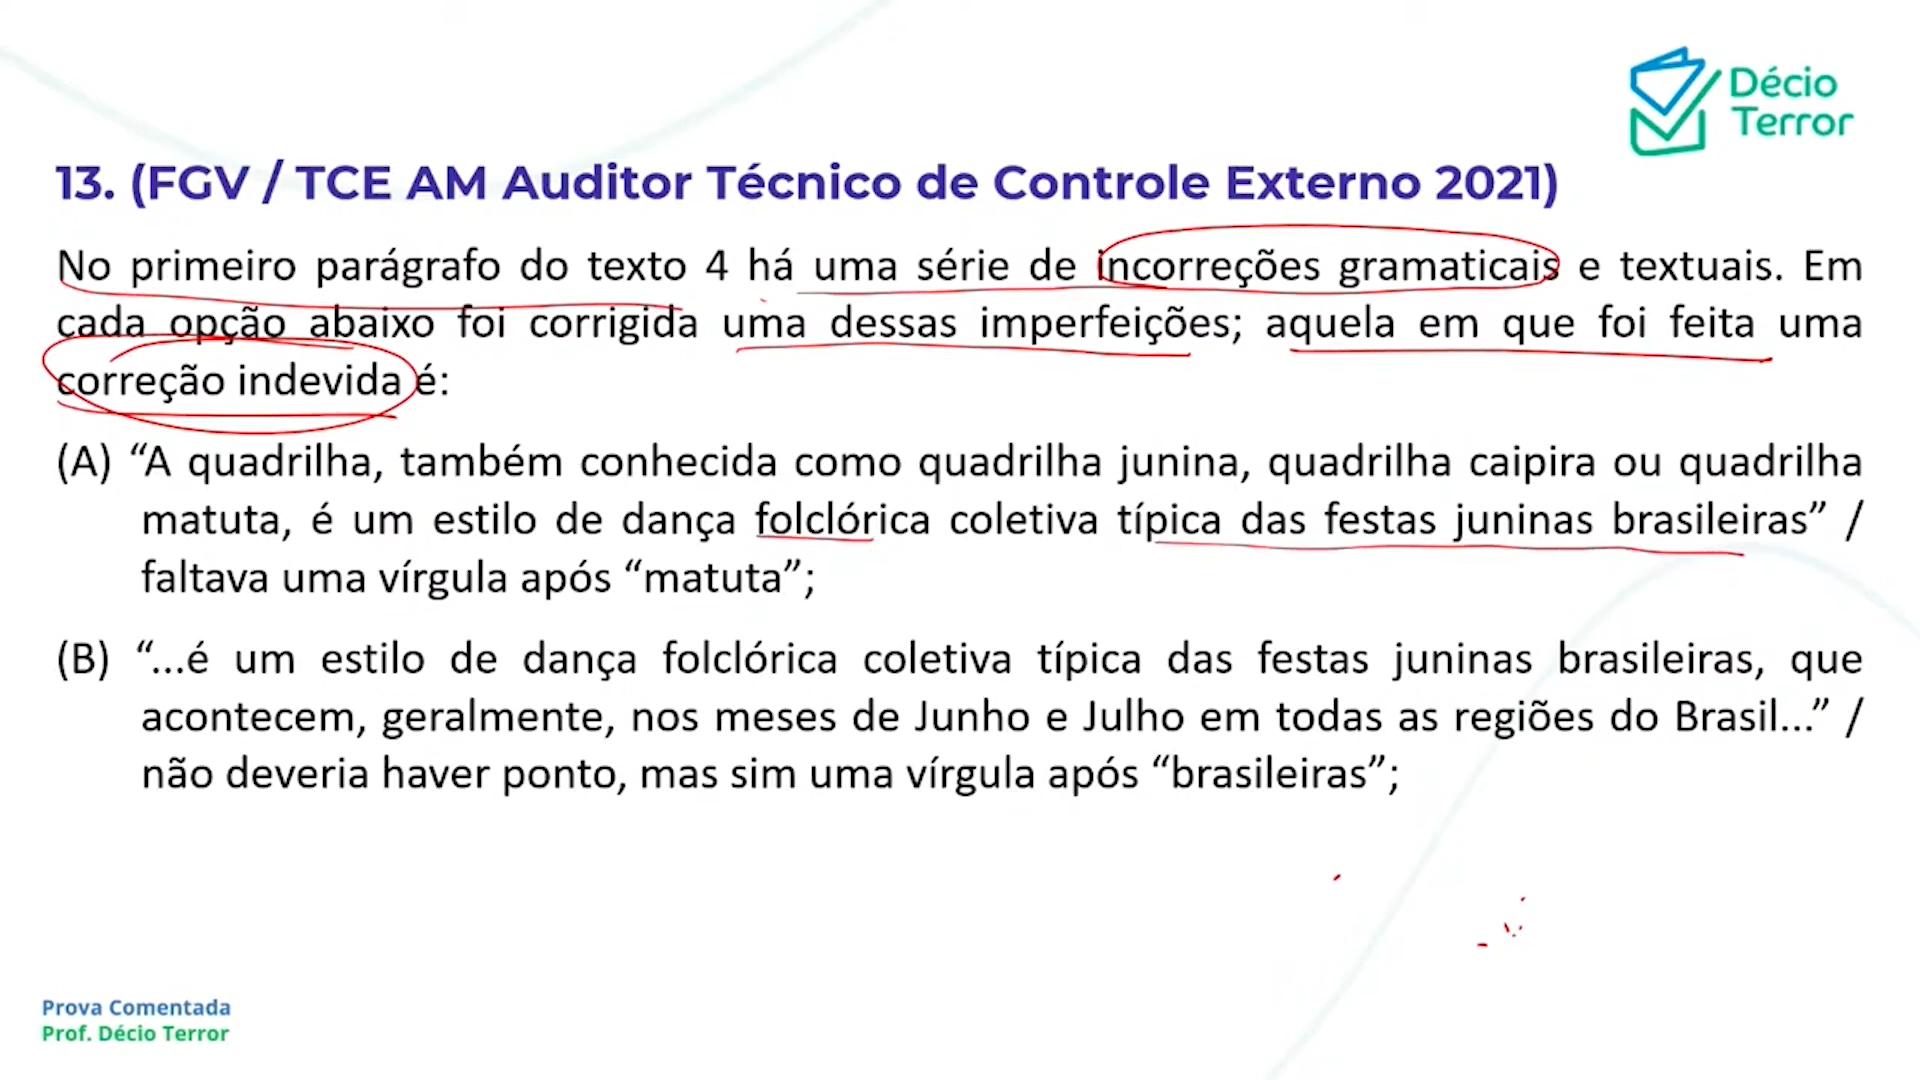 Décio
Terror
13. (FGV / TCE AM Auditor Técnico de Controle Externo 2021)
No primeiro parágrafo do texto 4 há uma série de incorreções gramaticais e textuais. Em
cada opção abaixo foi corrigida uma dessas imperfeições; aquela em que foi feita uma
correção indevida é:
(A) “A quadrilha, também conhecida como quadrilha junina, quadrilha caipira ou quadrilha
matuta, é um estilo de dança folclórica coletiva típica das festas juninas brasileiras” /
faltava uma vírgula após “matuta”;
(B) “...é um estilo de dança folclórica coletiva típica das festas juninas brasileiras, que
acontecem, geralmente, nos meses de Junho e Julho em todas as regiões do Brasil...” /
não deveria haver ponto, mas sim uma vírgula após “brasileiras”;
Prova Comentada
Prof. Décio Terror